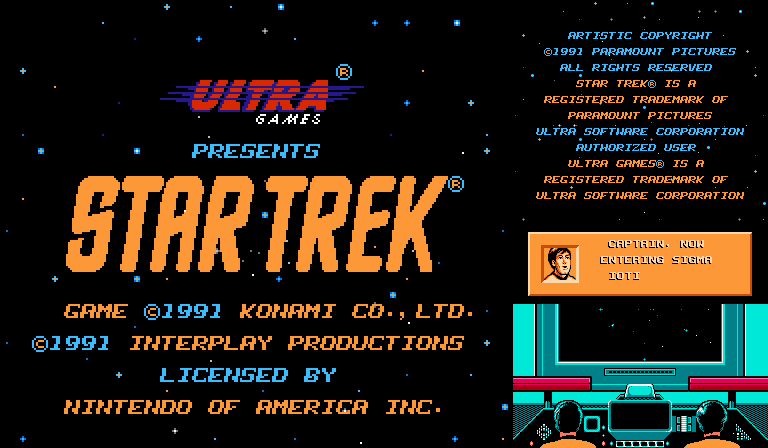 ULTRA®
GAMES
PRESENTS
STAR TREK®
GAME ©1991 KONAMI CO.,LTD.
©1991 INTERPLAY PRODUCTIONS
LICENSED BY
NINTENDO OF AMERICA INC.
ARTISTIC COPYRIGHT
©1991 PARAMOUNT PICTURES
ALL RIGHTS RESERVED
STAR TREK® IS A
REGISTERED TRADEMARK OF
PARAMOUNT PICTURES
ULTRA SOFTWARE CORPORATION
AUTHORIZED USER
ULTRA GAMES® IS A
REGISTERED TRADEMARK OF
ULTRA SOFTWARE CORPORATION
CAPTAIN. NOW
ENTERING SIGMA
IOTI